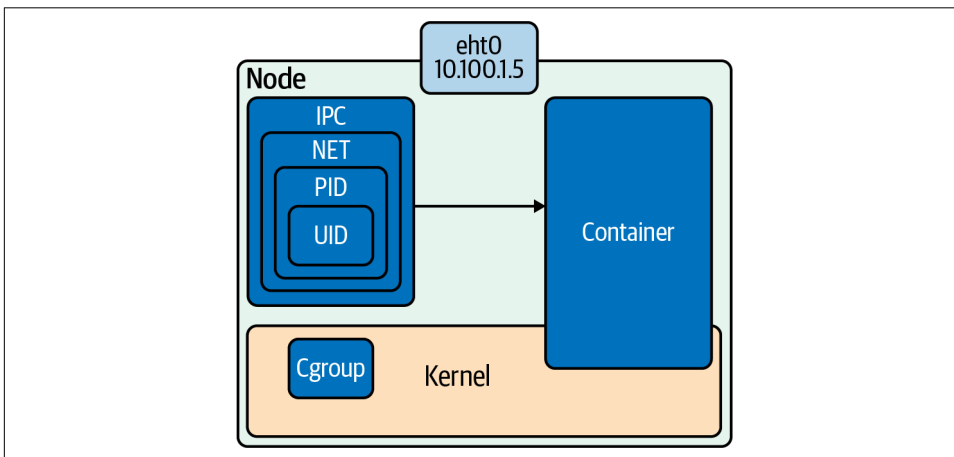 eht0
10.100.1.5
Node
IPC
NET
PID
UID
Container
Cgroup
Kernel